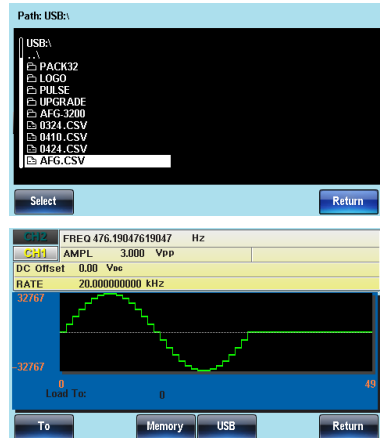 Path: USB:\
USB:\
..\
PACK32
LOGO
PULSE
UPGRADE
AFG-3200
0324.CSV
0410.CSV
0424.CSV
AFG.CSV
Select Return
CH2 FREQ 476.19047619047 Hz
CH1 AMPL 3.000 Vpp
DC Offset 0.00 VDC
RATE 20.000000000 kHz
32767
-32767
0 49
Load To: 0
To Memory USB Return